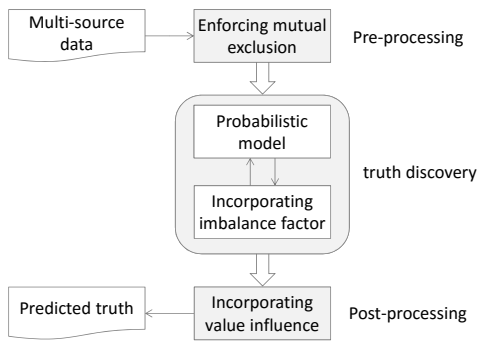 Multi-source
data
Enforcing mutual
exclusion
Pre-processing
Probabilistic
model
truth discovery
Incorporating
imbalance factor
Predicted truth
Incorporating
value influence
Post-processing